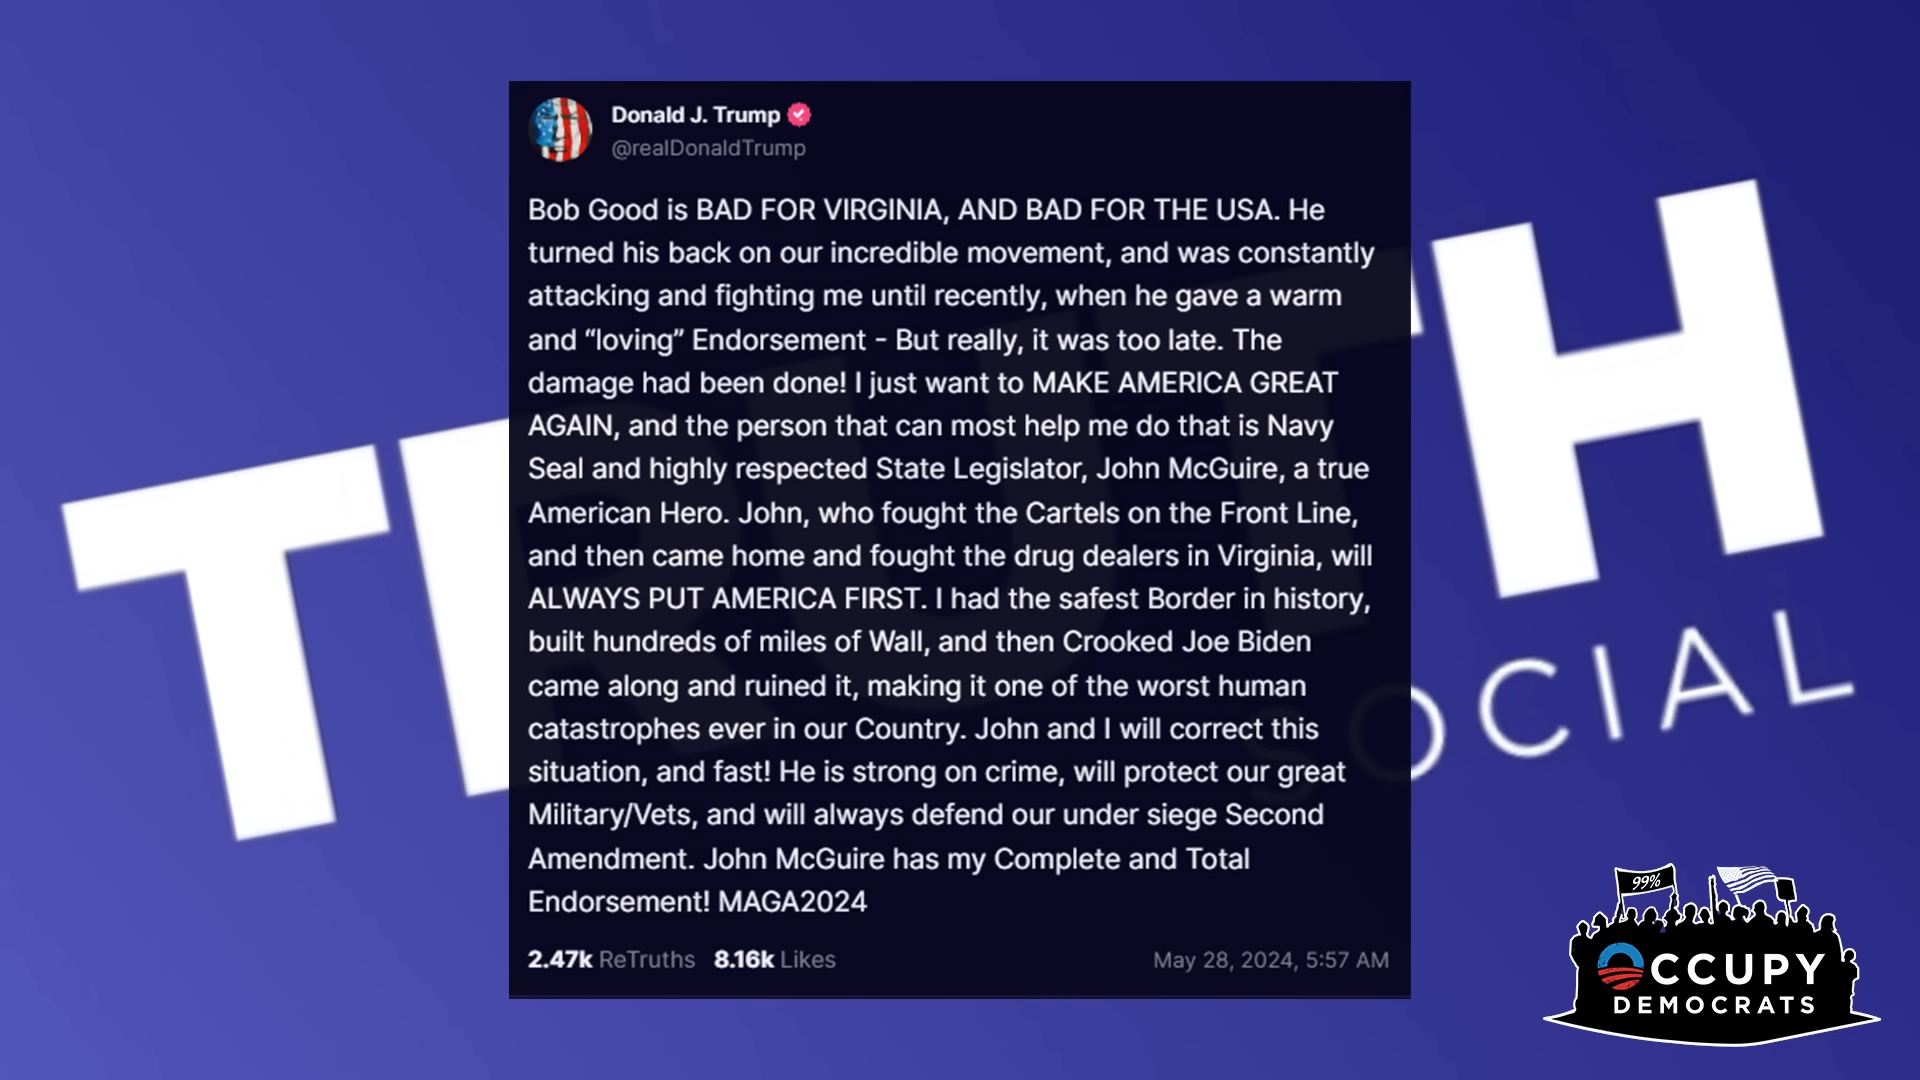 TRUTH
SOCIAL
Donald J. Trump
@realDonaldTrump
Bob Good is BAD FOR VIRGINIA, AND BAD FOR THE USA. He
turned his back on our incredible movement, and was constantly
attacking and fighting me until recently, when he gave a warm
and “loving” Endorsement - But really, it was too late. The
damage had been done! I just want to MAKE AMERICA GREAT
AGAIN, and the person that can most help me do that is Navy
Seal and highly respected State Legislator, John McGuire, a true
American Hero. John, who fought the Cartels on the Front Line,
and then came home and fought the drug dealers in Virginia, will
ALWAYS PUT AMERICA FIRST. I had the safest Border in history,
built hundreds of miles of Wall, and then Crooked Joe Biden
came along and ruined it, making it one of the worst human
catastrophes ever in our Country. John and I will correct this
situation, and fast! He is strong on crime, will protect our great
Military/Vets, and will always defend our under siege Second
Amendment. John McGuire has my Complete and Total
Endorsement! MAGA2024
2.47k ReTruths 8.16k Likes May 28, 2024, 5:57 AM
99%
OCCUPY
DEMOCRATS